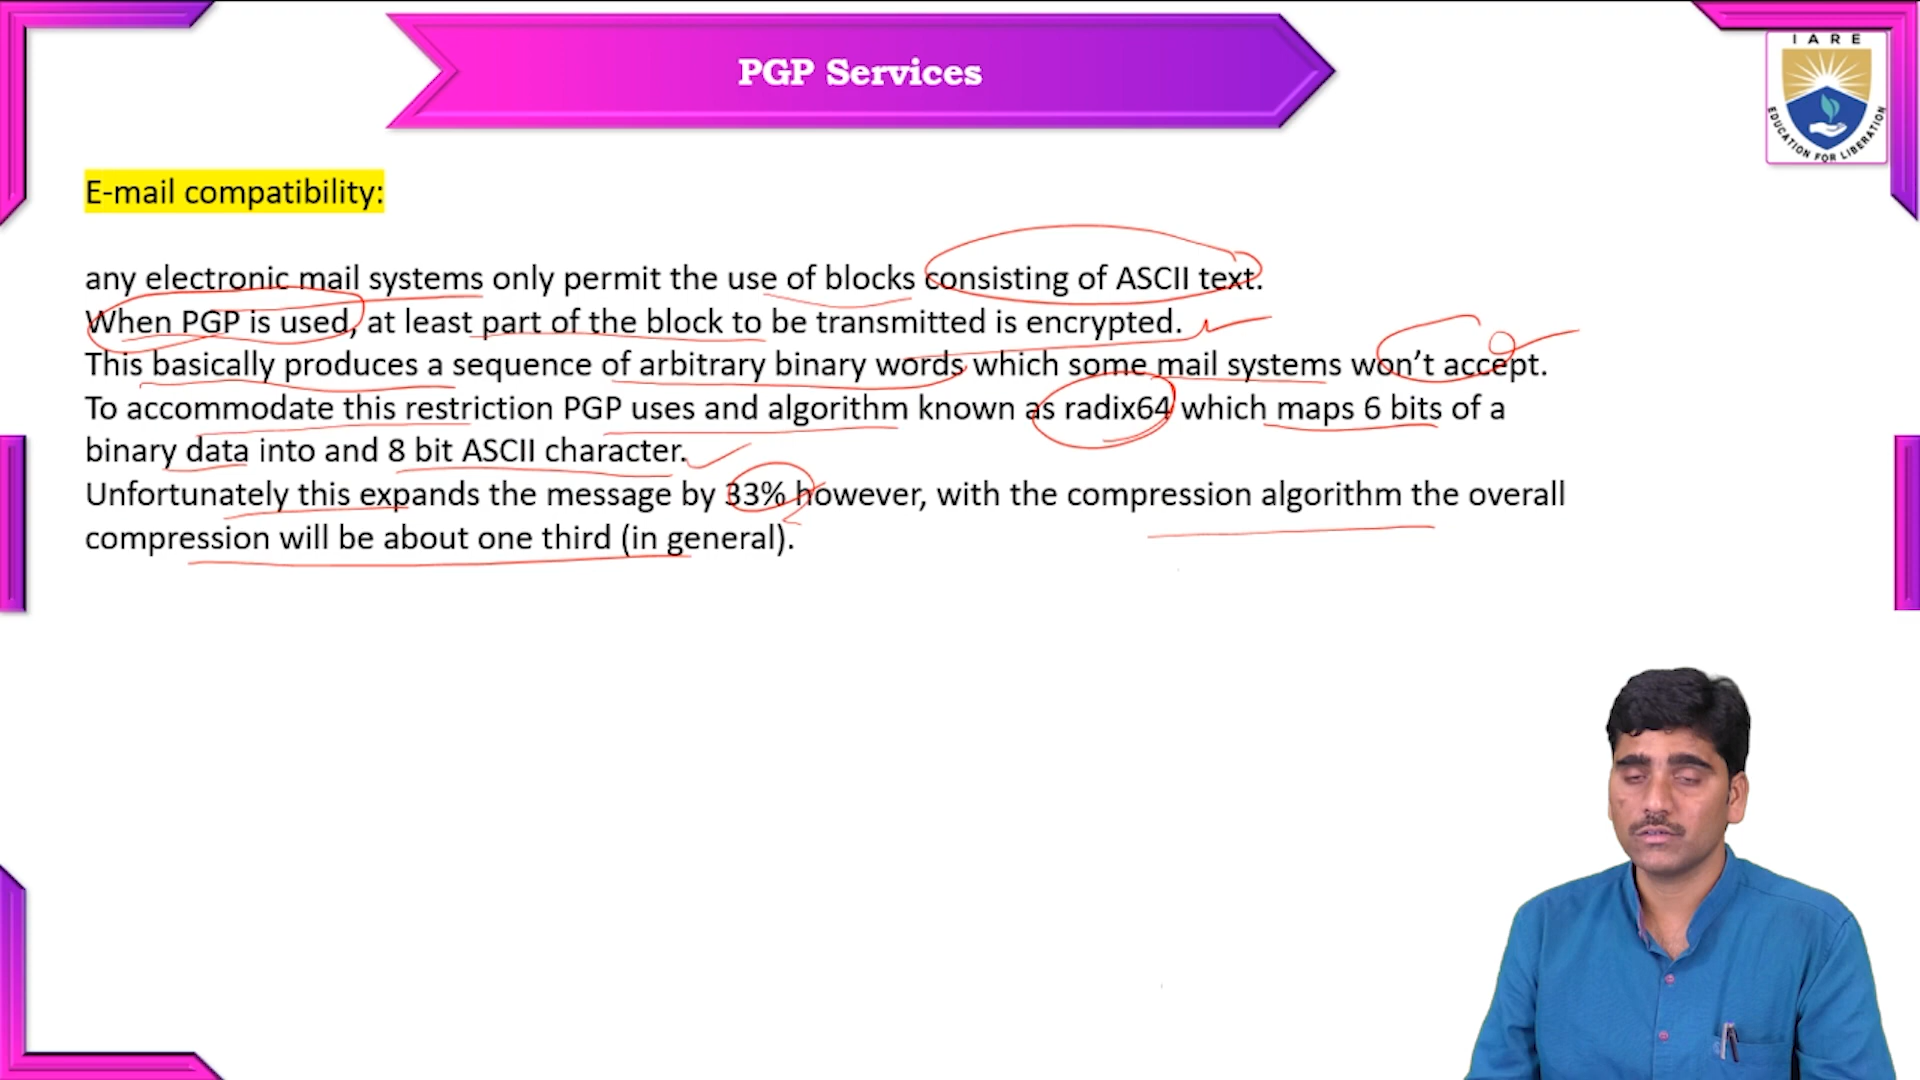 PGP Services
IARE
EDUCATION FOR LIBERATION
E-mail compatibility:
any electronic mail systems only permit the use of blocks consisting of ASCII text.
When PGP is used, at least part of the block to be transmitted is encrypted.
This basically produces a sequence of arbitrary binary words which some mail systems won't accept.
To accommodate this restriction PGP uses and algorithm known as radix64 which maps 6 bits of a
binary data into and 8 bit ASCII character.
Unfortunately this expands the message by 33% however, with the compression algorithm the overall
compression will be about one third (in general).